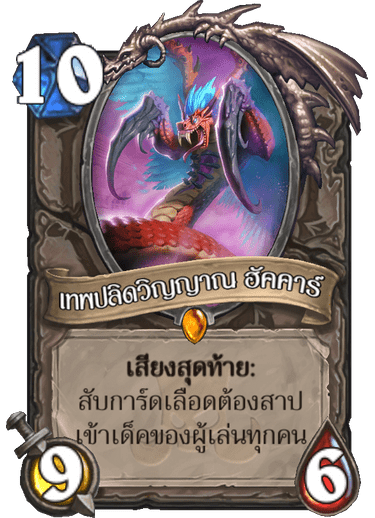 10
เทพปลิดวิญญาณ ฮัคคาร์
เสียงสุดท้าย:
สับการ์ดเลือดต้องสาป
เข้าเด็คของผู้เล่นทุกคน
9
6